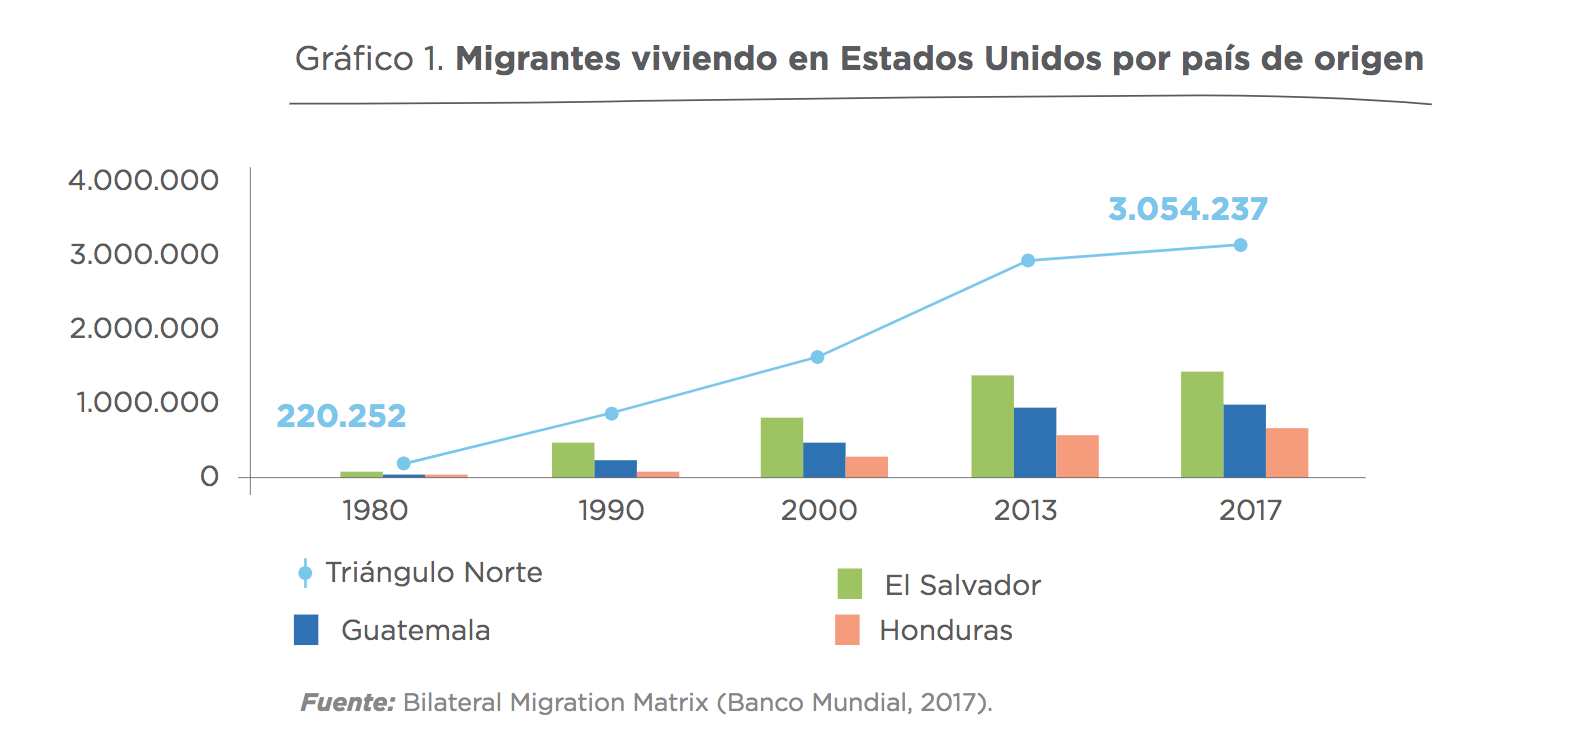 Gráfico 1. Migrantes viviendo en Estados Unidos por país de origen
4.000.000
3.054.237
3.000.000
2.000.000
1.000.000
220.252
0
1980 1990 2000 2013 2017
Triángulo Norte El Salvador
Guatemala Honduras
Fuente: Bilateral Migration Matrix (Banco Mundial, 2017).